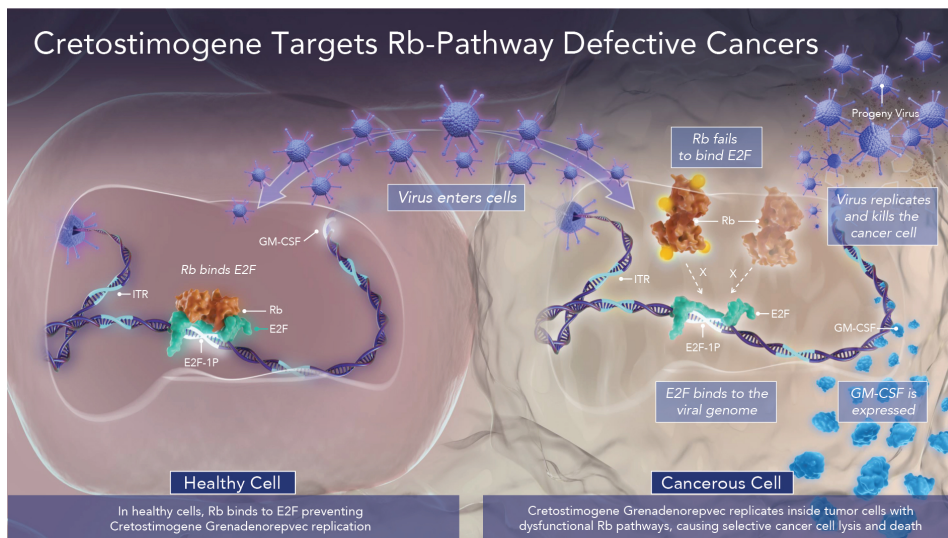 Cretostimogene Targets Rb-Pathway Defective Cancers
Progeny Virus
Rb fails
to bind E2F
Virus enters cells
Virus replicates
and kills the
cancer cell
GM-CSF
Rb binds E2F
ITR
Rb
E2F
E2F-1P
Rb
X
X
ITR
E2F
E2F-1P
GM-CSF
E2F binds to the
viral genome
GM-CSF is
expressed
Healthy Cell
In healthy cells, Rb binds to E2F preventing
Cretostimogene Grenadenorepvec replication
Cancerous Cell
Cretostimogene Grenadenorepvec replicates inside tumor cells with
dysfunctional Rb pathways, causing selective cancer cell lysis and death